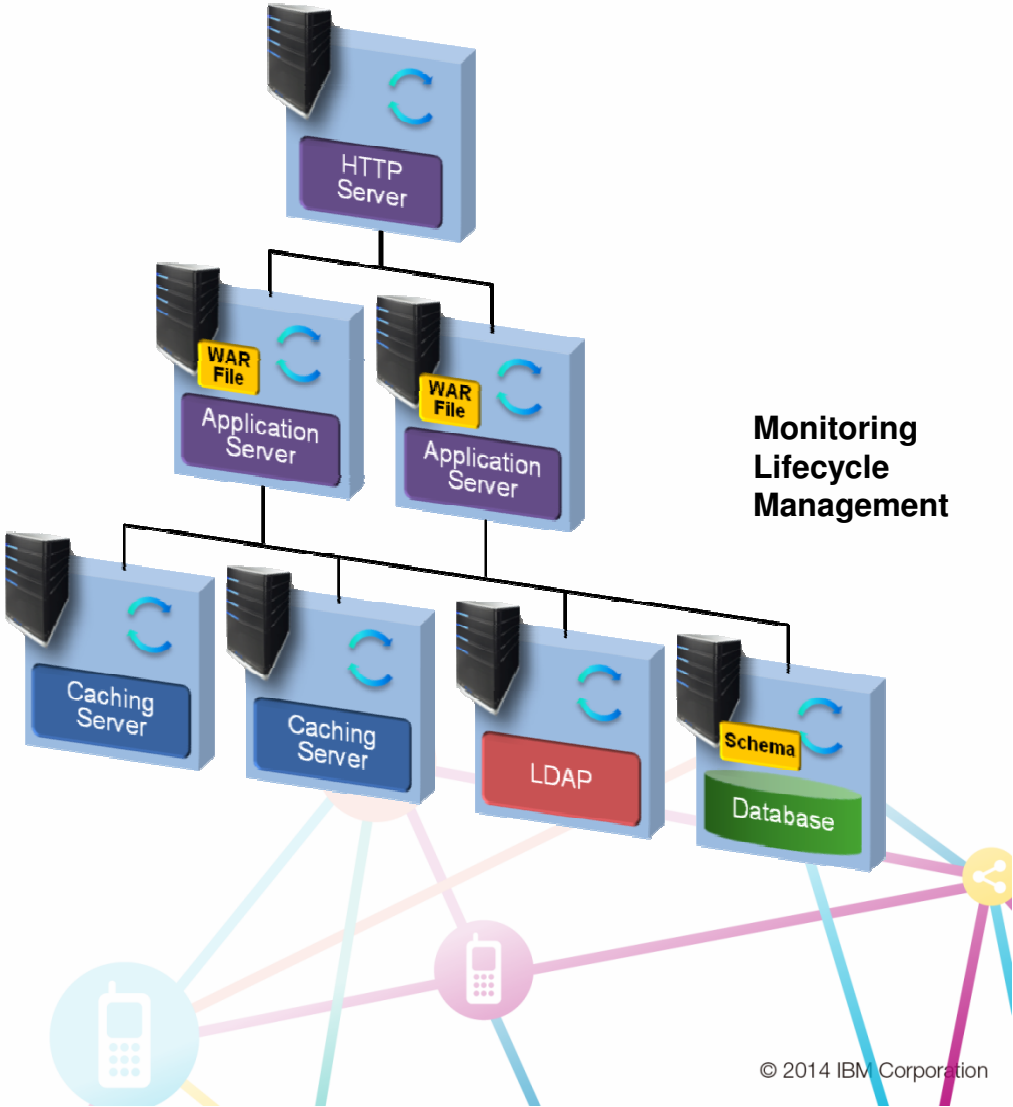 HTTP
Server
WAR
File
Application
Server
WAR
File
Application
Server
Monitoring
Lifecycle
Management
Caching
Server
Caching
Server
LDAP
Schema
Database
© 2014 IBM Corporation